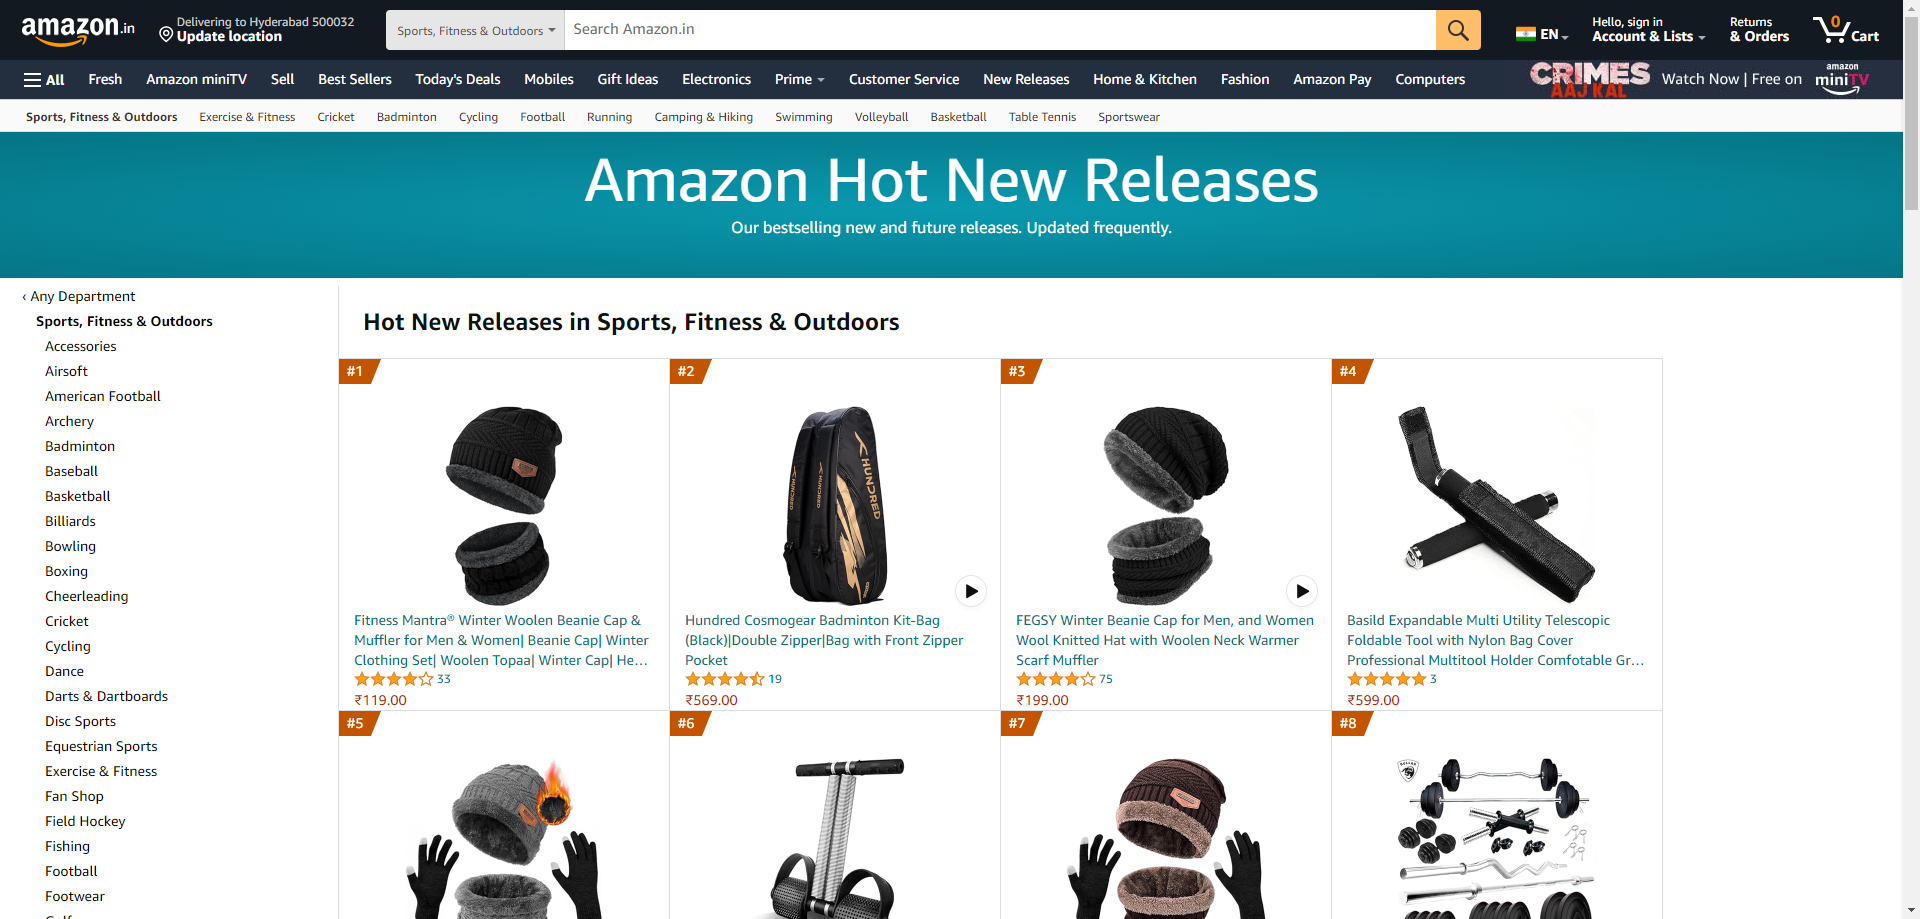 amazon.in
Delivering to Hyderabad 500032
Update location
Sports, Fitness & Outdoors
Search Amazon.in
EN
Hello, sign in
Account & Lists
Returns
& Orders
0
Cart
All
Fresh
Amazon miniTV
Sell
Best Sellers
Today's Deals
Mobiles
Gift Ideas
Electronics
Prime
Customer Service
New Releases
Home & Kitchen
Fashion
Amazon Pay
Computers
CRIMES
AAJ KAL
Watch Now | Free on
amazon
miniTV
Sports, Fitness & Outdoors
Exercise & Fitness
Cricket
Badminton
Cycling
Football
Running
Camping & Hiking
Swimming
Volleyball
Basketball
Table Tennis
Sportswear
Amazon Hot New Releases
Our bestselling new and future releases. Updated frequently.
‹ Any Department
Sports, Fitness & Outdoors
Accessories
Airsoft
American Football
Archery
Badminton
Baseball
Basketball
Billiards
Bowling
Boxing
Cheerleading
Cricket
Cycling
Dance
Darts & Dartboards
Disc Sports
Equestrian Sports
Exercise & Fitness
Fan Shop
Field Hockey
Fishing
Football
Footwear
Hot New Releases in Sports, Fitness & Outdoors
#1
Fitness Mantra® Winter Woolen Beanie Cap &
Muffler for Men & Women| Beanie Cap| Winter
Clothing Set| Woolen Topaa| Winter Cap| He…
33
₹119.00
#2
HUNDRED
HUNDRED
HUNDRED
Hundred Cosmogear Badminton Kit-Bag
(Black)|Double Zipper|Bag with Front Zipper
Pocket
19
₹569.00
#3
FEGSY Winter Beanie Cap for Men, and Women
Wool Knitted Hat with Woolen Neck Warmer
Scarf Muffler
75
₹199.00
#4
Basild Expandable Multi Utility Telescopic
Foldable Tool with Nylon Bag Cover
Professional Multitool Holder Comfotable Gr…
3
₹599.00
#5
#6
#7
#8